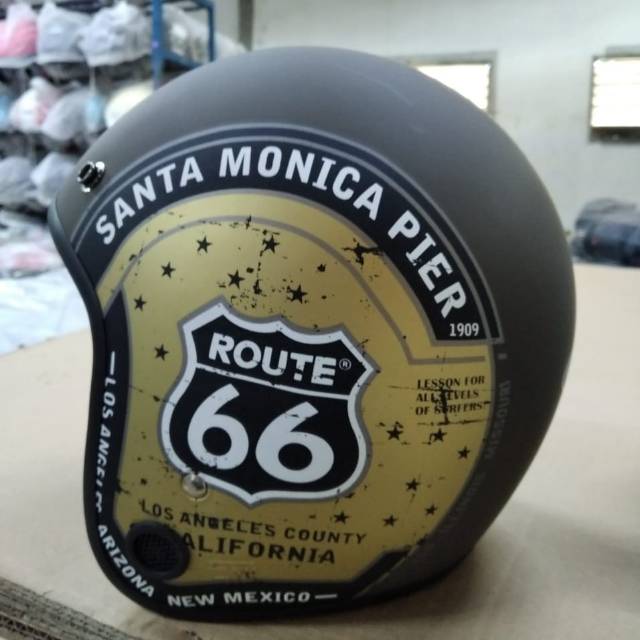 SANTA MONICA PIER
1909
ROUTE®
66
LESSON FOR
ALL LEVELS
OF SURFERS
LOS ANGELES COUNTY
CALIFORNIA
LOS ANGELES ARIZONA NEW MEXICO